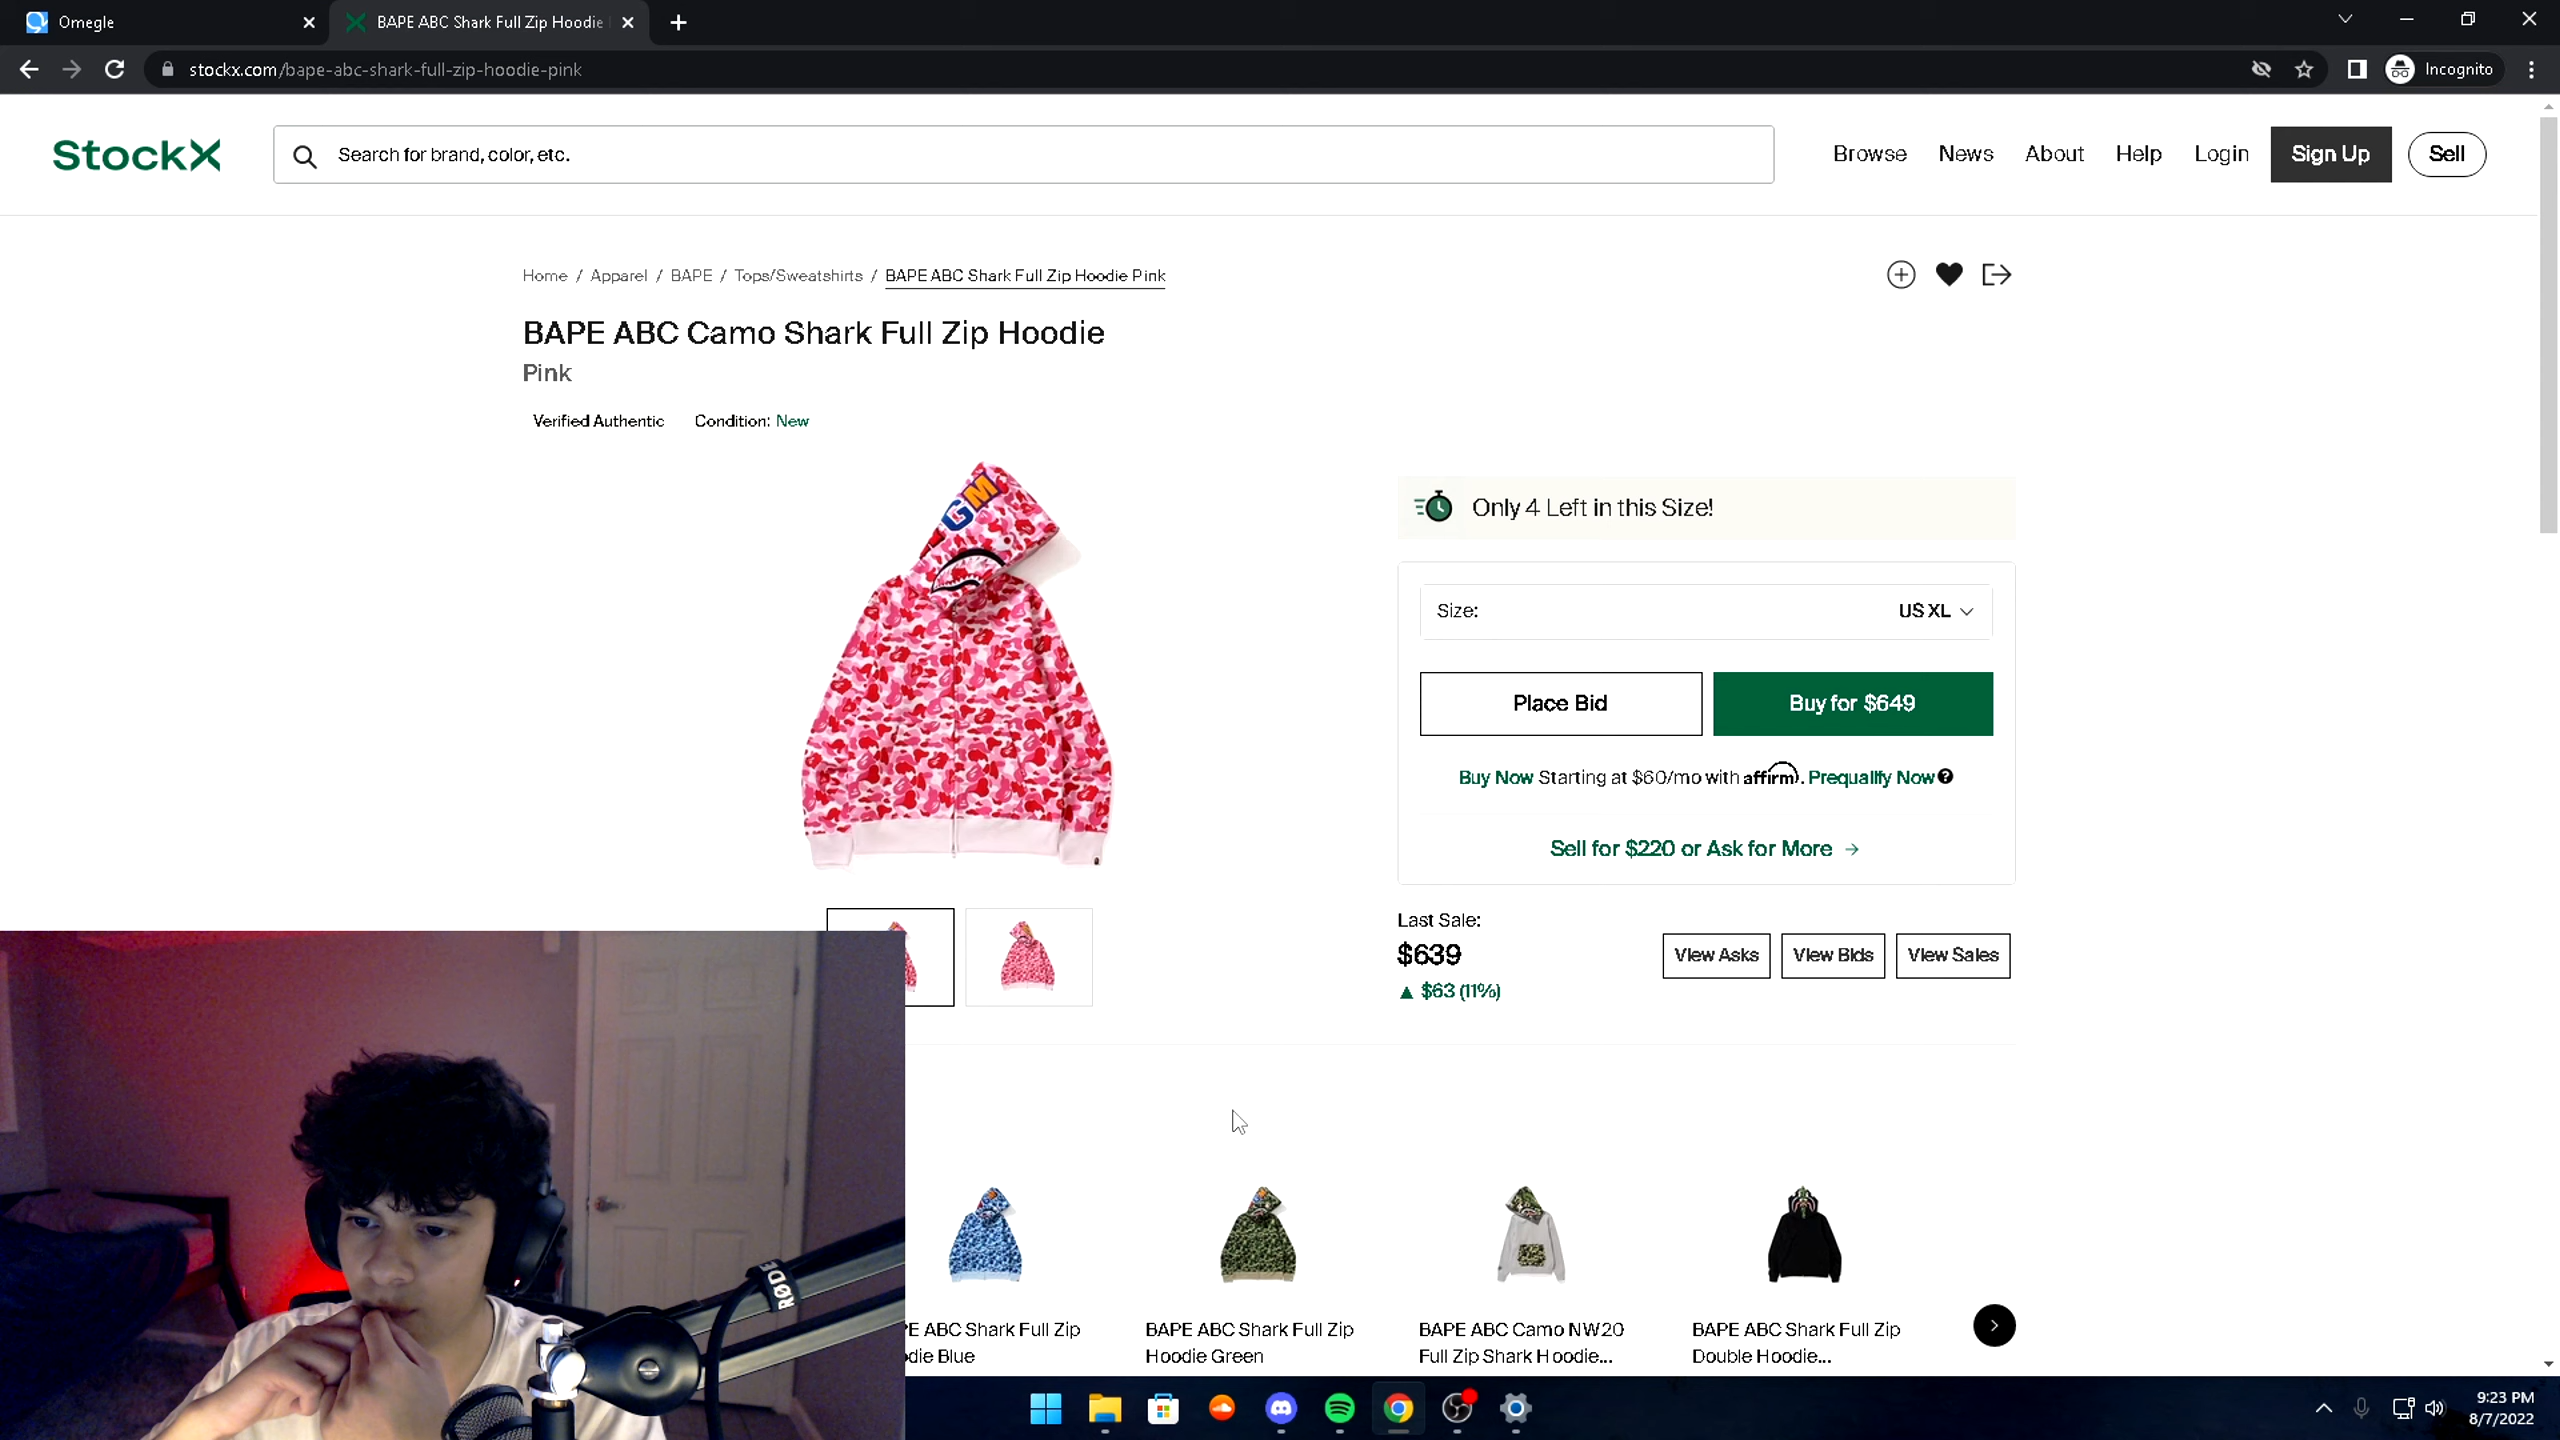 Omegle
BAPE ABC Shark Full Zip Hoodie
stockx.com/bape-abc-shark-full-zip-hoodie-pink
Incognito
StockX
Search for brand, color, etc.
Browse News About Help Login Sign Up Sell
Home / Apparel / BAPE / Tops/Sweatshirts / BAPE ABC Shark Full Zip Hoodie Pink
BAPE ABC Camo Shark Full Zip Hoodie
Pink
Verified Authentic Condition: New
GM
Only 4 Left in this Size!
Size: US XL
Place Bid Buy for $649
Buy Now Starting at $60/mo with affirm. Prequalify Now
Sell for $220 or Ask for More →
Last Sale:
$639
▲ $63 (11%)
View Asks View Bids View Sales
E ABC Shark Full Zip
die Blue
BAPE ABC Shark Full Zip
Hoodie Green
BAPE ABC Camo NW20
Full Zip Shark Hoodie...
BAPE ABC Shark Full Zip
Double Hoodie...
RØDE
9:23 PM
8/7/2022